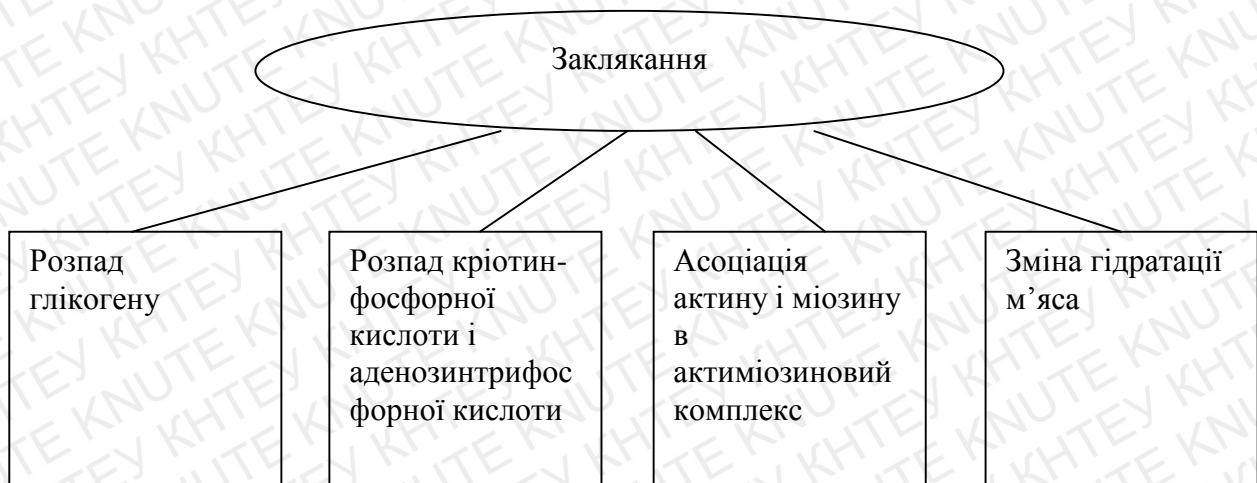 Заклякання
Розпад
глікогену
Розпад кріотин-
фосфорної
кислоти і
аденозинтрифос
форної кислоти
Асоціація
актину і міозину
в
актиміозиновий
комплекс
Зміна гідратації
м’яса